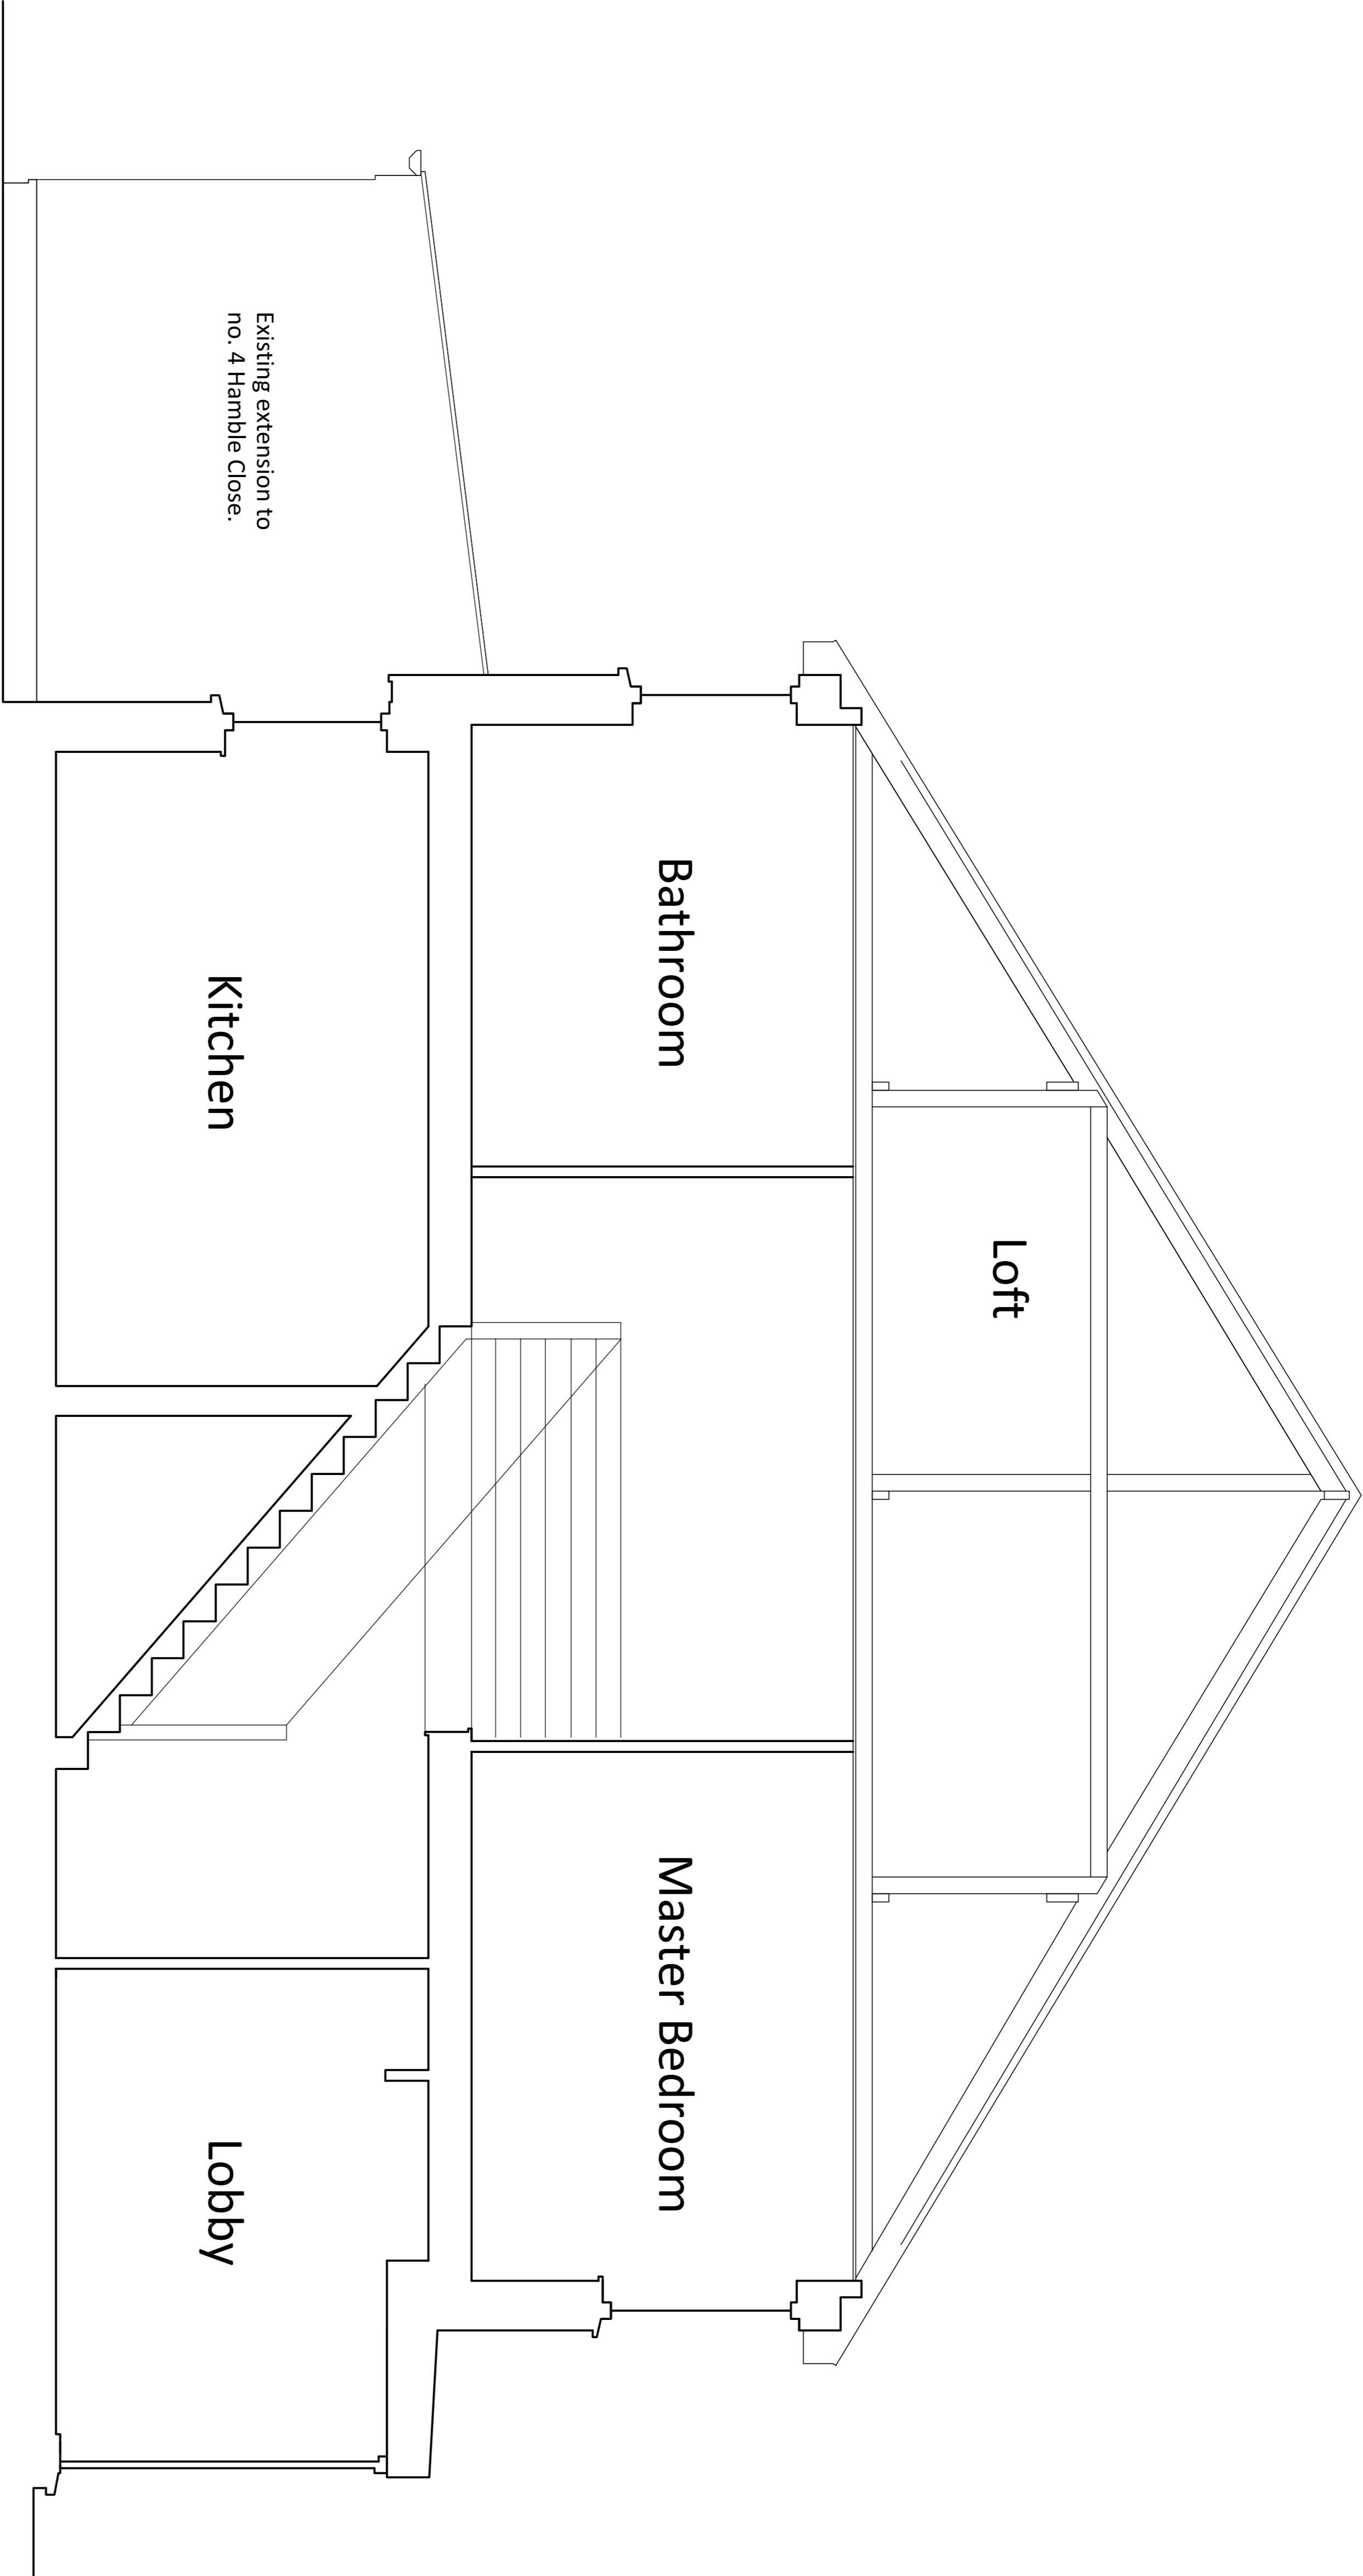 Loft
Bathroom
Master Bedroom
Existing extension to
no. 4 Hamble Close.
Kitchen
Lobby